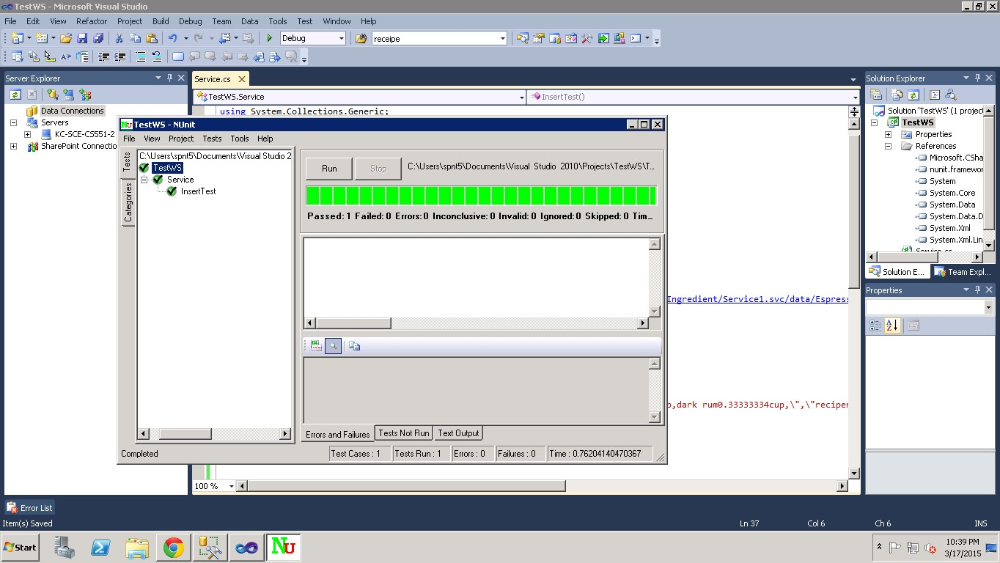 TestWS - Microsoft Visual Studio
File Edit View Refactor Project Build Debug Team Data Tools Test Window Help
Debug receipe
Server Explorer
Data Connections
Servers
KC-SCE-CS551-2
SharePoint Connectio
Service.cs
TestWS.Service InsertTest()
using System.Collections.Generic;
TestWS - NUnit
File View Project Tests Tools Help
Tests
Categories
C:\Users\spnt5\Documents\Visual Studio 2
TestWS
Service
InsertTest
Run Stop C:\Users\spnt5\Documents\Visual Studio 2010\Projects\TestWS\T...
Passed: 1 Failed: 0 Errors: 0 Inconclusive: 0 Invalid: 0 Ignored: 0 Skipped: 0 Tim...
Errors and Failures Tests Not Run Text Output
Completed Test Cases : 1 Tests Run : 1 Errors : 0 Failures : 0 Time : 0.76204140470367
Ingredient/Service1.svc/data/Espress
,dark rum0.33333334cup,\",\"reciper
100 %
Solution Explorer
Solution 'TestWS' (1 project
TestWS
Properties
References
Microsoft.CSha
nunit.framewor
System
System.Core
System.Data
System.Data.D
System.Xml
System.Xml.Lin
Service.cs
Solution E... Team Expl...
Properties
Error List
Item(s) Saved Ln 37 Col 6 Ch 6 INS
Start
NU
10:39 PM
3/17/2015